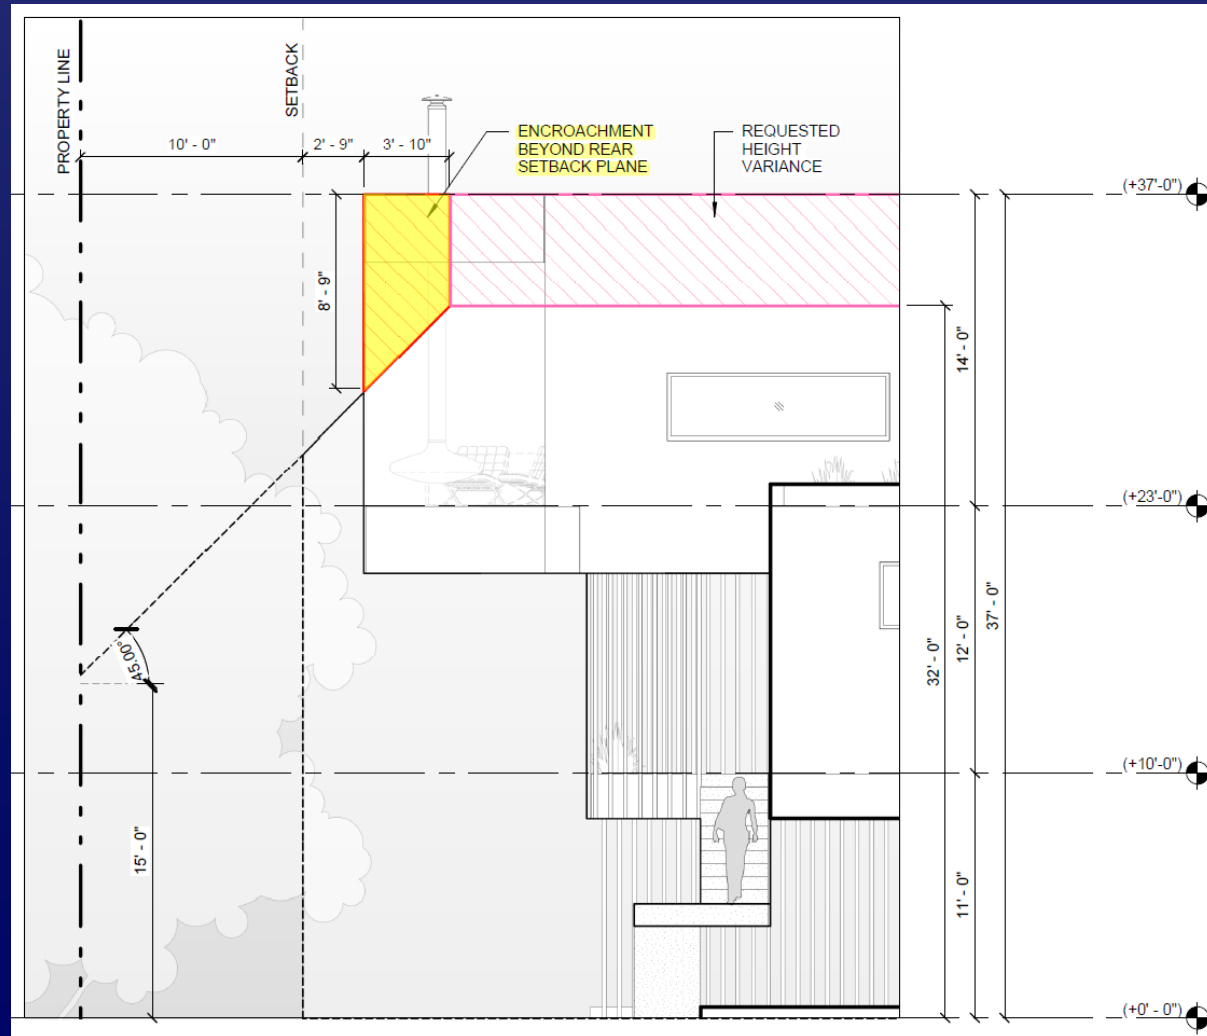 PROPERTY LINE
SETBACK
10' - 0"
2' - 9"
3' - 10"
ENCROACHMENT
BEYOND REAR
SETBACK PLANE
REQUESTED
HEIGHT
VARIANCE
(+37'-0")
8' - 9"
14' - 0"
(+23'-0")
45.00°
32' - 0"
12' - 0"
37' - 0"
(+10'-0")
15' - 0"
11' - 0"
(+0' - 0")